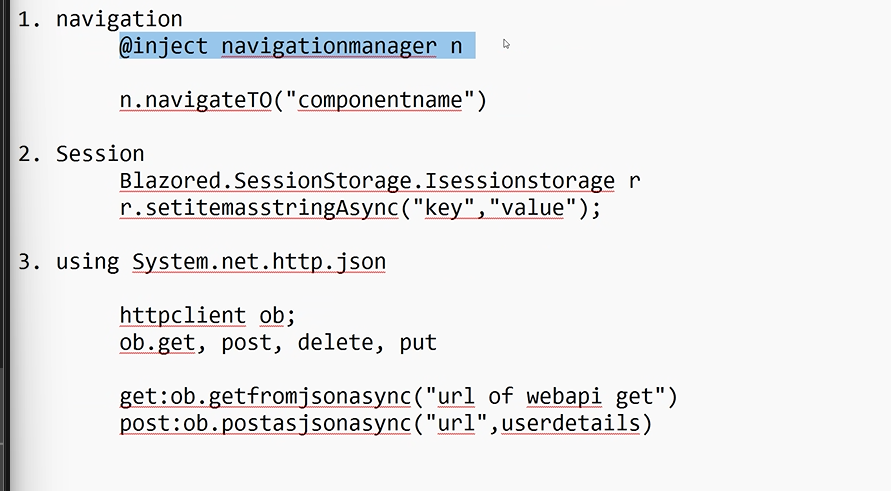 1. navigation
@inject navigationmanager n
n.navigateTO("componentname")
2. Session
Blazored.SessionStorage.Isessionstorage r
r.setitemasstringAsync("key","value");
3. using System.net.http.json
httpclient ob;
ob.get, post, delete, put
get:ob.getfromjsonasync("url of webapi get")
post:ob.postasjsonasync("url",userdetails)